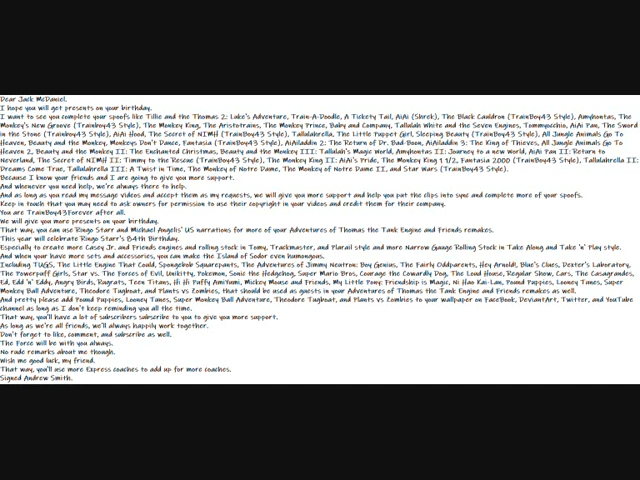 Dear Jack McDaniel.
I hope you will get presents on your birthday.
I want to see you complete your spoofs like Tillie and the Thomas 2: Luke's Adventure, Train-A-Doodle, A Tickety Tail, AiAi (Shrek), The Black Cauldron (TrainBoy43 Style), Amyhontas, The
Monkey's New Groove (TrainBoy43 Style), The Monkey King, The Aristotrains, The Monkey Prince, Baby and Company, Tallulah White and the Seven Engines, Tommyocchio, AiAi Pan, The Sword
in the Stone (TrainBoy43 Style), AiAi Hood, The Secret of NIMH (TrainBoy43 Style), Tallulahrella, The Little Puppet Girl, Sleeping Beauty (TrainBoy43 Style), All Jungle Animals Go To
Heaven, Beauty and the Monkey, Monkeys Don't Dance, Fantasia (TrainBoy43 Style), AiAiladdin 2: The Return of Dr. Bad-Boon, AiAiladdin 3: The King of Thieves, All Jungle Animals Go To
Heaven 2, Beauty and the Monkey II: The Enchanted Christmas, Beauty and the Monkey III: Tallulah's Magic World, Amyhontas II: Journey to a new World, AiAi Pan II: Return to
Neverland, The Secret of NIMH II: Timmy to the Rescue (TrainBoy43 Style), The Monkey King II: AiAi's Pride, The Monkey King 1 1/2, Fantasia 2000 (TrainBoy43 Style), Tallulahrella II:
Dreams Come True, Tallulahrella III: A Twist in Time, The Monkey of Notre Dame, The Monkey of Notre Dame II, and Star Wars (TrainBoy43 Style).
Because I know your friends and I are going to give you more support.
And whenever you need help, we're always there to help.
And as long as you read my message videos and accept them as my requests, we will give you more support and help you put the clips into sync and complete more of your spoofs.
Keep in touch that you may need to ask owners for permission to use their copyright in your videos and credit them for their company.
You are TrainBoy43Forever after all.
We will give you more presents on your birthday.
That way, you can use Ringo Starr and Michael Angelis' US narrations for more of your Adventures of Thomas the Tank Engine and Friends remakes.
This year will celebrate Ringo Starr's 84th Birthday.
Especially to create more Casey Jr. and Friends engines and rolling stock in Tomy, Trackmaster, and Plarail style and more Narrow Gauge Rolling Stock in Take Along and Take 'n' Play style.
And when your have more sets and accessories, you can make the Island of Sodor even humongous.
Including TUGS, The Little Engine That Could, Spongebob Squarepants, The Adventures of Jimmy Neutron: Boy Genius, The Fairly Oddparents, Hey Arnold!, Blue's Clues, Dexter's Laboratory,
The Powerpuff Girls, Star vs. The Forces of Evil, Unikitty, Pokemon, Sonic the Hedgehog, Super Mario Bros, Courage the Cowardly Dog, The Loud House, Regular Show, Cars, The Casagrandes,
Ed, Edd 'n' Eddy, Angry Birds, Rugrats, Teen Titans, Hi Hi Puffy AmiYumi, Mickey Mouse and Friends, My Little Pony: Friendship is Magic, Ni Hao Kai-Lan, Pound Puppies, Looney Tunes, Super
Monkey Ball Adventure, Theodore Tugboat, and Plants vs Zombies, that should be used as guests in your Adventures of Thomas the Tank Engine and Friends remakes as well.
And pretty please add Pound Puppies, Looney Tunes, Super Monkey Ball Adventure, Theodore Tugboat, and Plants vs Zombies to your wallpaper on FaceBook, DeviantArt, Twitter, and YouTube
channel as long as I don't keep reminding you all the time.
That way, you'll have a lot of subscribers subscribe to you to give you more support.
As long as we're all friends, we'll always happily work together.
Don't forget to like, comment, and subscribe as well.
The Force will be with you always.
No rude remarks about me though.
Wish me good luck, my friend.
That way, you'll use more Express coaches to add up for more coaches.
Signed Andrew Smith.